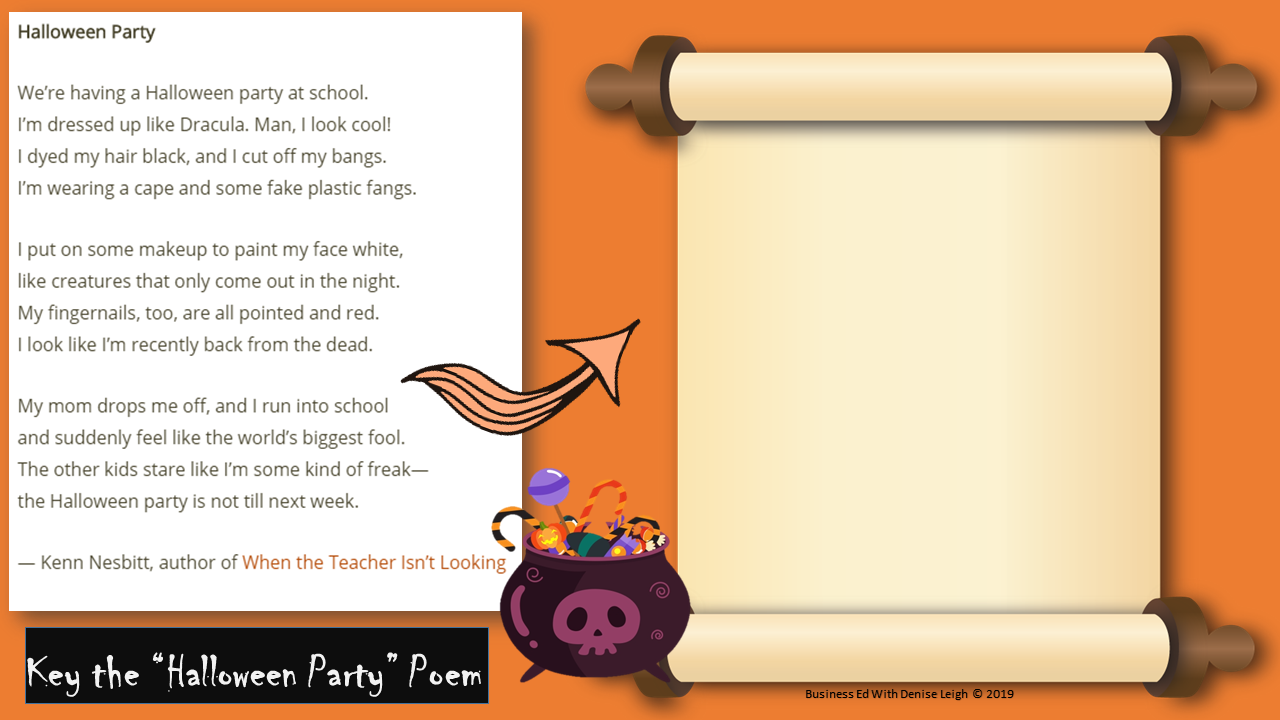 Halloween Party
We’re having a Halloween party at school.
I’m dressed up like Dracula. Man, I look cool!
I dyed my hair black, and I cut off my bangs.
I’m wearing a cape and some fake plastic fangs.
I put on some makeup to paint my face white,
like creatures that only come out in the night.
My fingernails, too, are all pointed and red.
I look like I’m recently back from the dead.
My mom drops me off, and I run into school
and suddenly feel like the world’s biggest fool.
The other kids stare like I’m some kind of freak—
the Halloween party is not till next week.
— Kenn Nesbitt, author of When the Teacher Isn’t Looking
Key the “Halloween Party” Poem
Business Ed With Denise Leigh © 2019